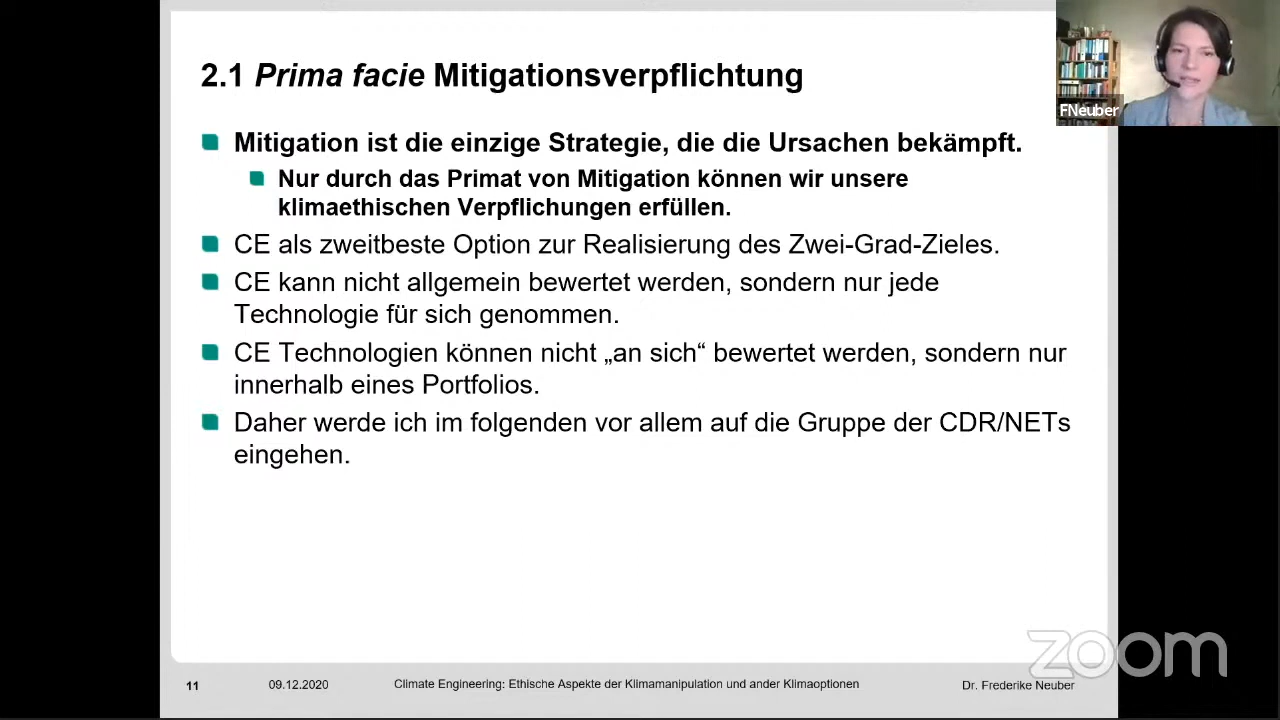 2.1 Prima facie Mitigationsverpflichtung
FNeuber
Mitigation ist die einzige Strategie, die die Ursachen bekämpft.
Nur durch das Primat von Mitigation können wir unsere
klimaethischen Verpflichungen erfüllen.
CE als zweitbeste Option zur Realisierung des Zwei-Grad-Zieles.
CE kann nicht allgemein bewertet werden, sondern nur jede
Technologie für sich genommen.
CE Technologien können nicht „an sich“ bewertet werden, sondern nur
innerhalb eines Portfolios.
Daher werde ich im folgenden vor allem auf die Gruppe der CDR/NETs
eingehen.
zoom
11 09.12.2020 Climate Engineering: Ethische Aspekte der Klimamanipulation und ander Klimaoptionen Dr. Frederike Neuber